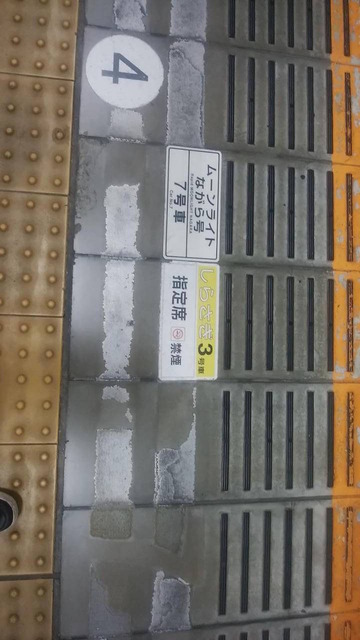 4
ムーンライト
ながら号
7号車
しらさぎ3号車
指定席 禁煙